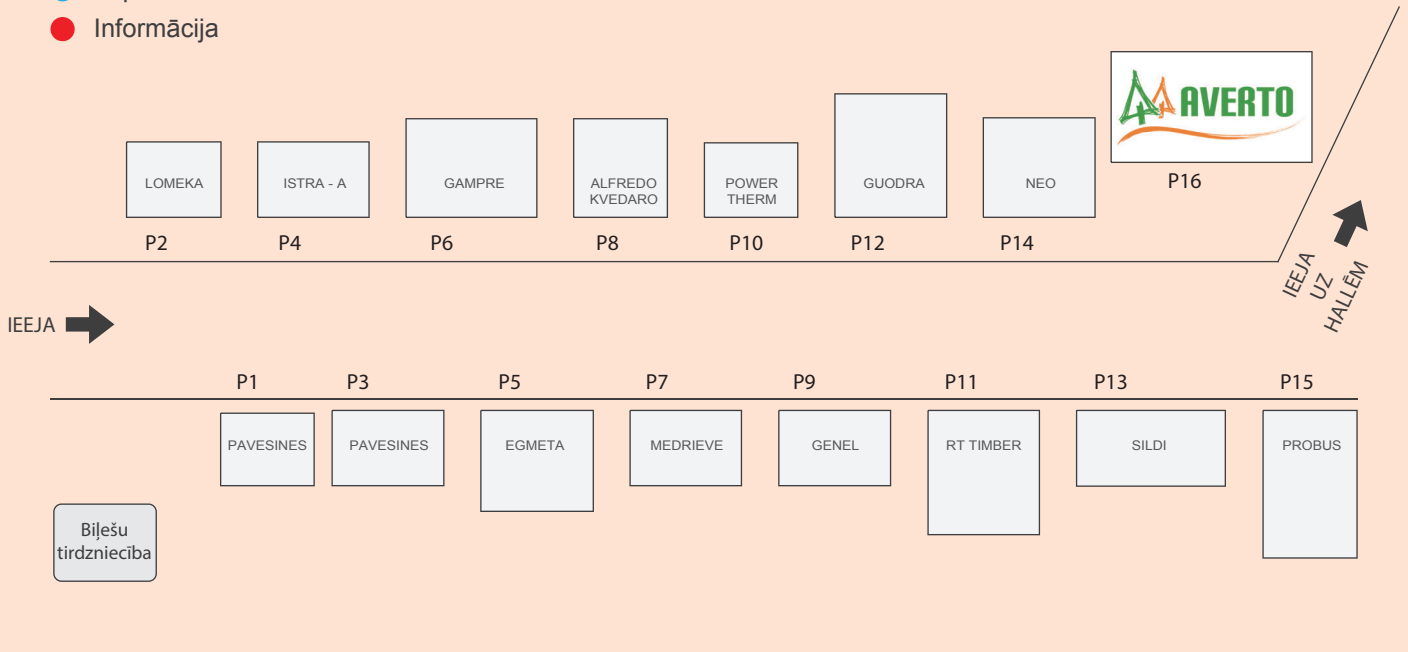 Informācija
AVERTO
LOMEKA
ISTRA - A
GAMPRE
ALFREDO
KVEDARO
POWER
THERM
GUODRA
NEO
P16
P2
P4
P6
P8
P10
P12
P14
IEEJA
UZ
HALLĒM
IEEJA
P1
P3
P5
P7
P9
P11
P13
P15
PAVESINES
PAVESINES
EGMETA
MEDRIEVE
GENEL
RT TIMBER
SILDI
PROBUS
Biļešu
tirdzniecība